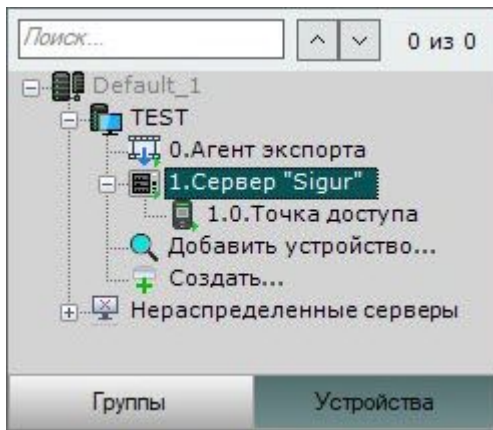 Поиск...
0 из 0
Default_1
TEST
0.Агент экспорта
1.Сервер "Sigur"
1.0.Точка доступа
Добавить устройство...
Создать...
Нераспределенные серверы
Группы
Устройства